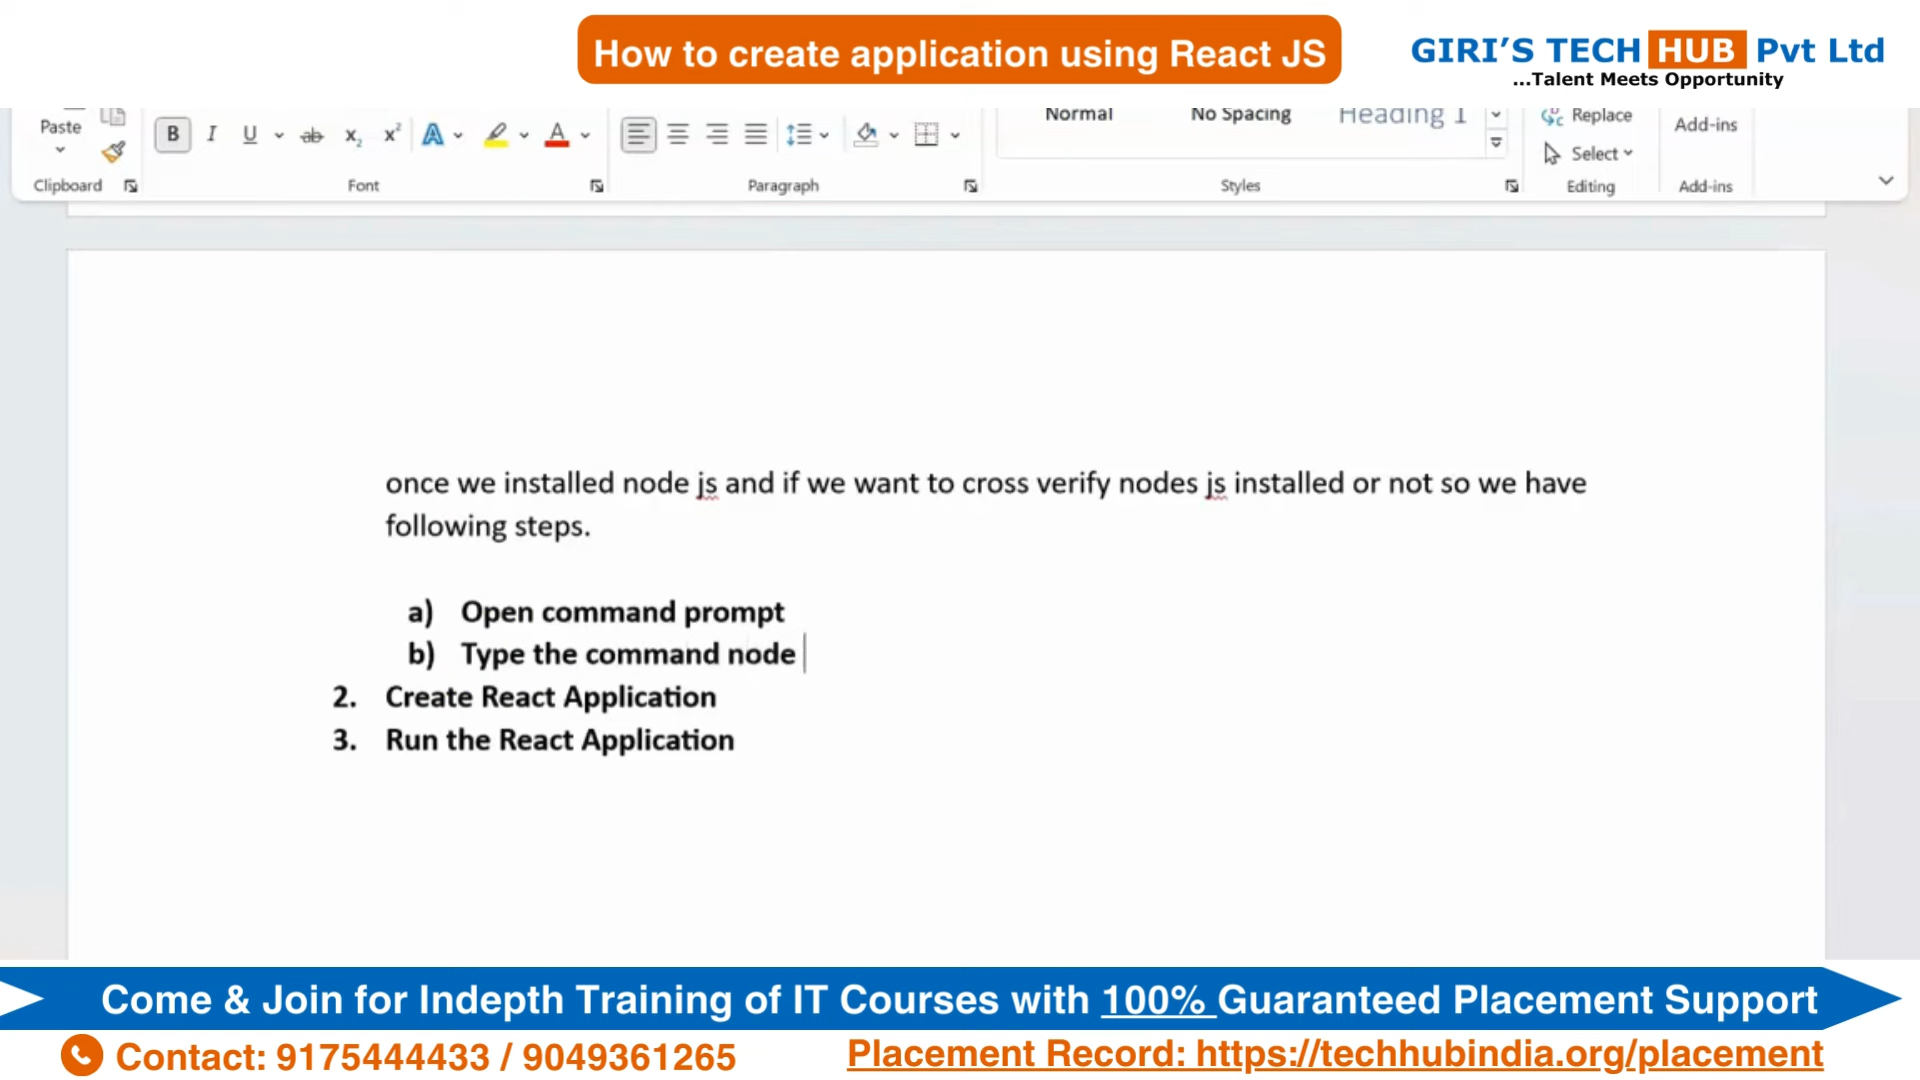 How to create application using React JS
GIRI'S TECH HUB Pvt Ltd
...Talent Meets Opportunity
Paste
B I U ab x₂ x² A A
Normal No Spacing Heading 1
Replace
Select
Add-ins
Clipboard Font Paragraph Styles Editing Add-ins
once we installed node js and if we want to cross verify nodes js installed or not so we have
following steps.
a) Open command prompt
b) Type the command node
2. Create React Application
3. Run the React Application
Come & Join for Indepth Training of IT Courses with 100% Guaranteed Placement Support
Contact: 9175444433 / 9049361265
Placement Record: https://techhubindia.org/placement